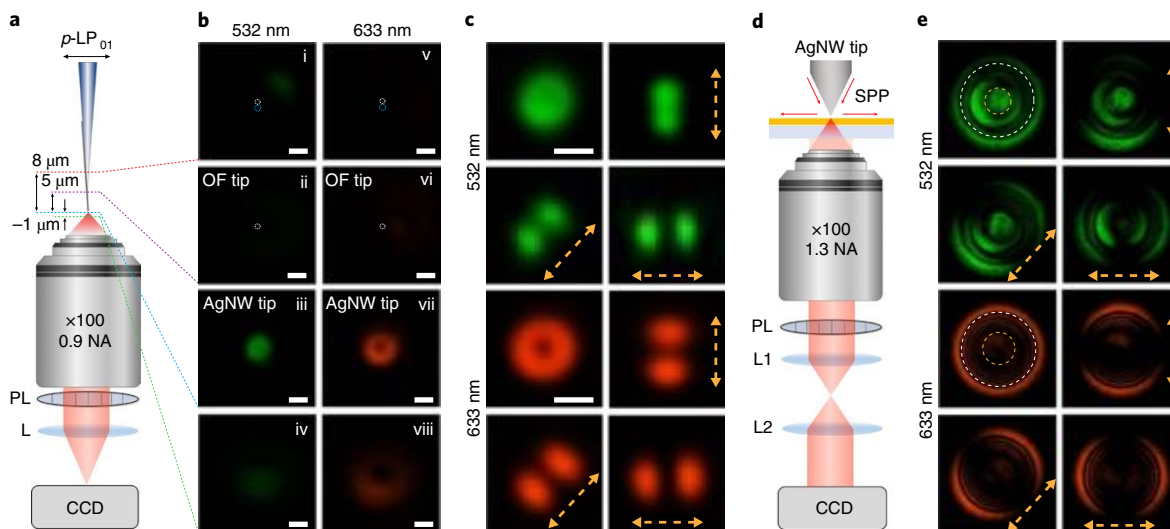 a
p-LP01
8 μm
5 μm
−1 μm
×100
0.9 NA
PL
L
CCD
b
532 nm
633 nm
i
v
OF tip
ii
OF tip
vi
AgNW tip
iii
AgNW tip
vii
iv
viii
c
532 nm
633 nm
d
AgNW tip
SPP
×100
1.3 NA
PL
L1
L2
CCD
e
532 nm
633 nm